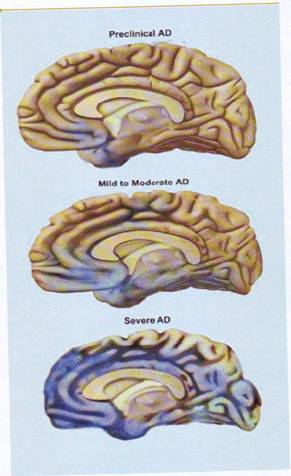 Preclinical AD
Mild to Moderate AD
Severe AD